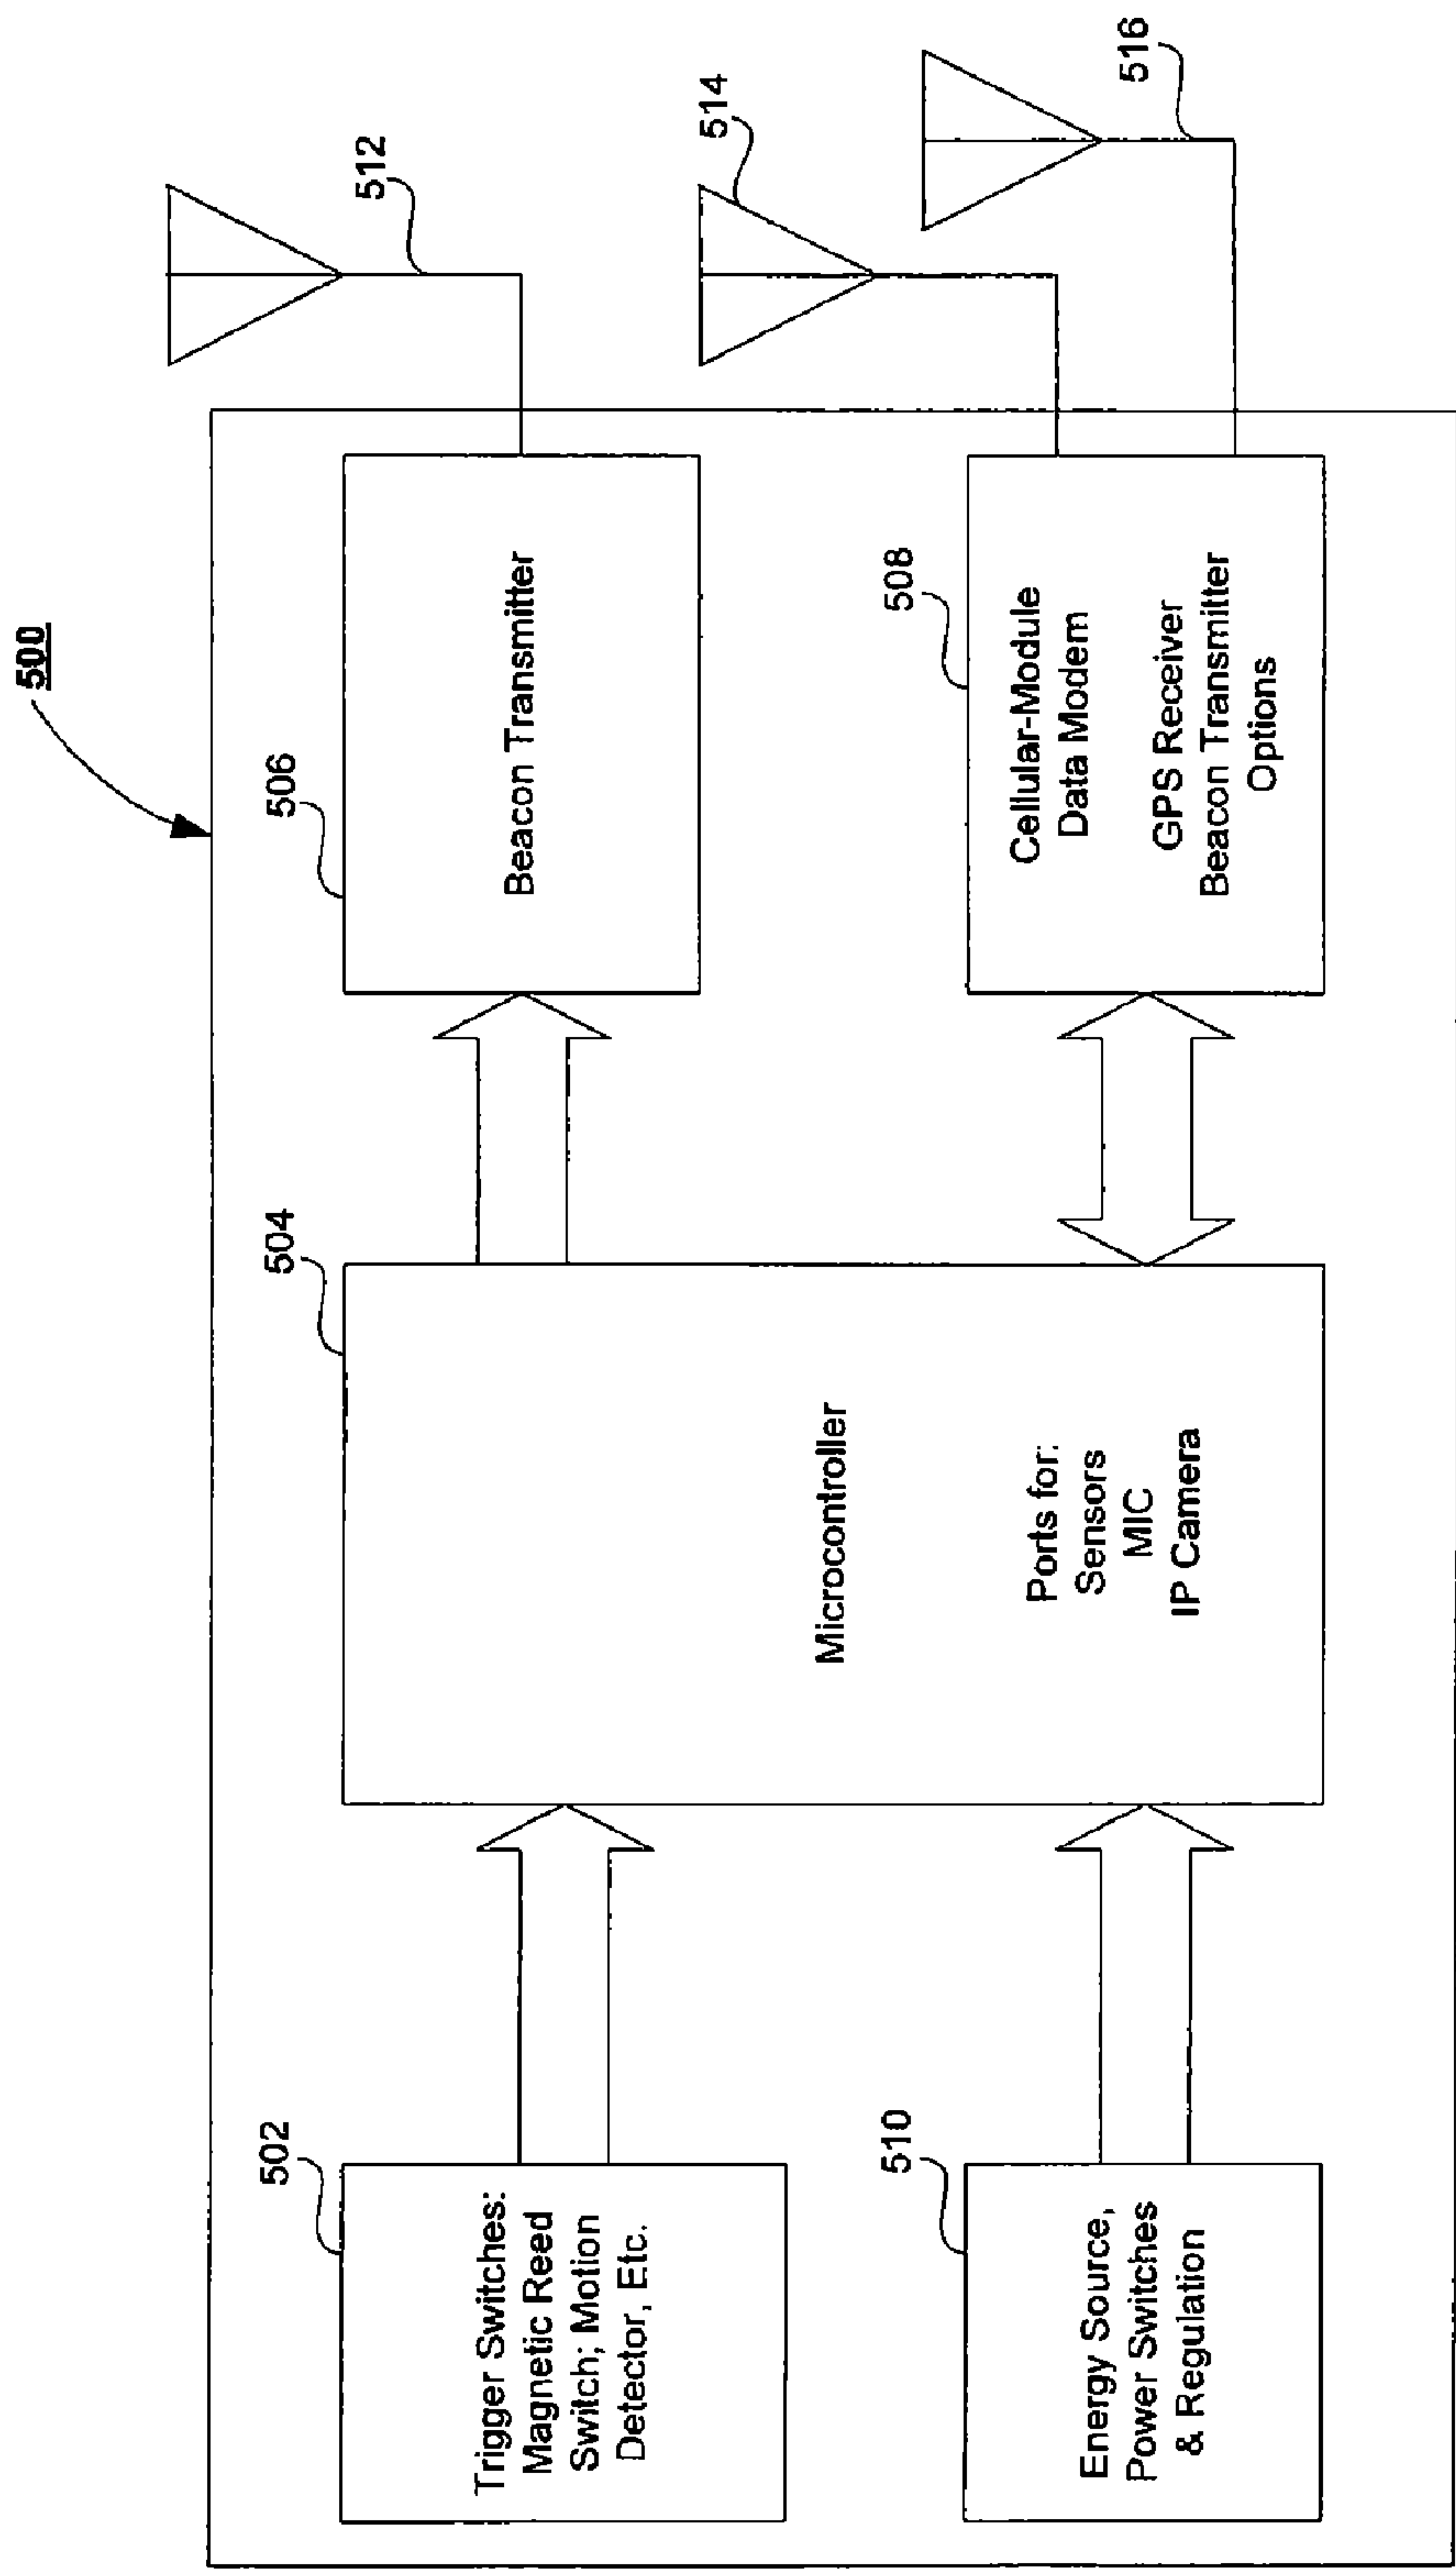 500
502
Trigger Switches:
Magnetic Reed
Switch; Motion
Detector, Etc.
504
Microcontroller
Ports for:
Sensors
MIC
IP Camera
506
Beacon Transmitter
512
510
Energy Source,
Power Switches
& Regulation
508
Cellular-Module
Data Modem
GPS Receiver
Beacon Transmitter
Options
514
516